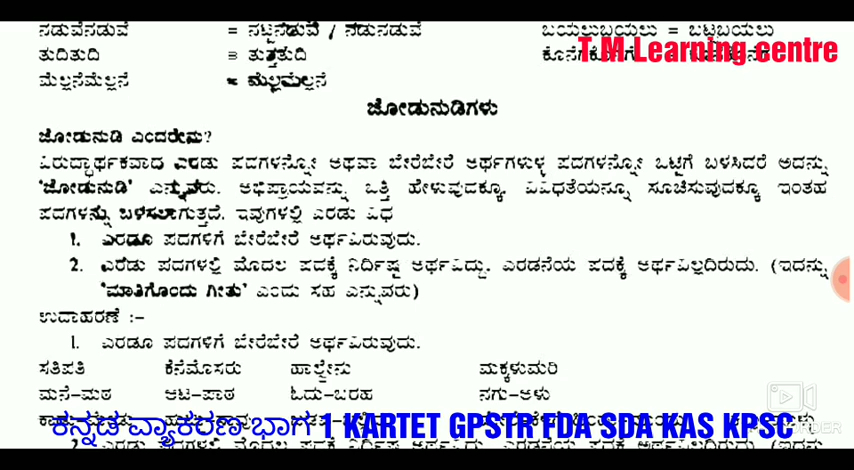 ನಡುವೆನಡುವೆ = ನಟ್ಟನಡುವೆ / ನಡುನಡುವೆ ಬಯಲುಬಯಲು = ಬಟ್ಟಬಯಲು
ತುದಿತುದಿ = ತುತ್ತತುದಿ
T.M.Learning centre
ಮೆಲ್ಲನೆಮೆಲ್ಲನೆ = ಮೆಲ್ಲಮೆಲ್ಲನೆ
ಜೋಡುನುಡಿಗಳು
ಜೋಡುನುಡಿ ಎಂದರೇನು?
ವಿರುದ್ಧಾರ್ಥಕವಾದ ಎರಡು ಪದಗಳನ್ನೋ ಅಥವಾ ಬೇರೆಬೇರೆ ಅರ್ಥಗಳುಳ್ಳ ಪದಗಳನ್ನೋ ಒಟ್ಟಿಗೆ ಬಳಸಿದರೆ ಅದನ್ನು
'ಜೋಡುನುಡಿ' ಎನ್ನುವರು. ಅಭಿಪ್ರಾಯವನ್ನು ಒತ್ತಿ ಹೇಳುವುದಕ್ಕೂ, ವಿವಿಧತೆಯನ್ನೂ ಸೂಚಿಸುವುದಕ್ಕೂ ಇಂತಹ
ಪದಗಳನ್ನು ಬಳಸಲಾಗುತ್ತದೆ. ಇವುಗಳಲ್ಲಿ ಎರಡು ವಿಧ
1. ಎರಡೂ ಪದಗಳಿಗೆ ಬೇರೆಬೇರೆ ಅರ್ಥವಿರುವುದು.
2. ಎರಡು ಪದಗಳಲ್ಲಿ ಮೊದಲ ಪದಕ್ಕೆ ನಿರ್ದಿಷ್ಟ ಅರ್ಥವಿದ್ದು, ಎರಡನೆಯ ಪದಕ್ಕೆ ಅರ್ಥವಿಲ್ಲದಿರುದು. (ಇದನ್ನು
'ಮಾತಿಗೊಂದು ಗೀತು' ಎಂದು ಸಹ ಎನ್ನುವರು)
ಉದಾಹರಣೆ :-
1. ಎರಡೂ ಪದಗಳಿಗೆ ಬೇರೆಬೇರೆ ಅರ್ಥವಿರುವುದು.
ಸತಿಪತಿ ಕೆನೆಮೊಸರು ಹಾಲ್ಜೇನು ಮಕ್ಕಳುಮರಿ
ಮನೆ-ಮಠ ಆಟ-ಪಾಠ ಓದು-ಬರಹ ನಗು-ಅಳು
ಕನ್ನಡ ವ್ಯಾಕರಣ ಭಾಗ 1 KARTET GPSTR FDA SDA KAS KPSC